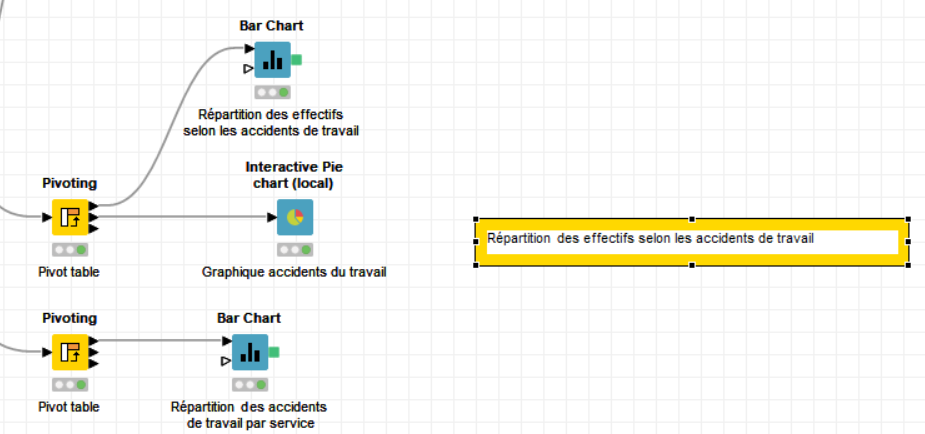 Bar Chart
Répartition des effectifs
selon les accidents de travail
Interactive Pie
chart (local)
Pivoting
Répartition des effectifs selon les accidents de travail
Pivot table
Graphique accidents du travail
Pivoting
Bar Chart
Pivot table
Répartition des accidents
de travail par service